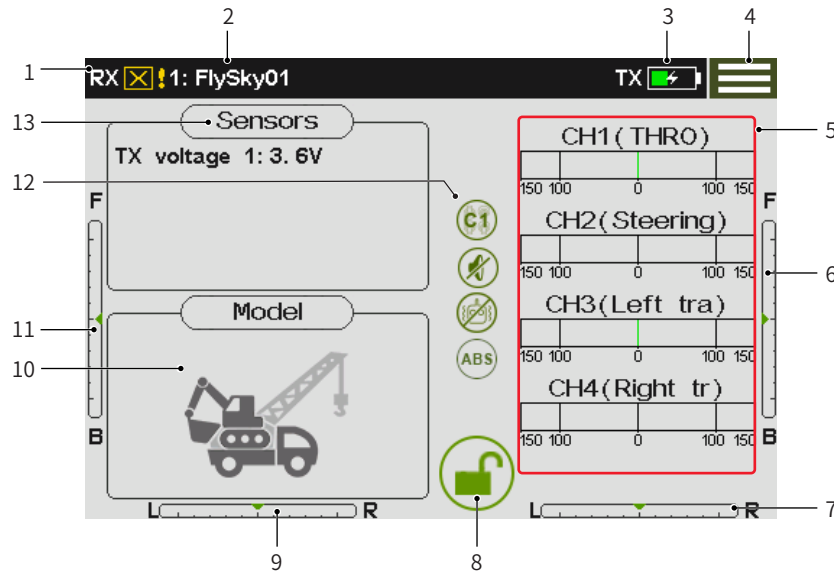 2
3
4
1
RX ! 1: FlySky01
TX
13
Sensors
TX voltage 1:3.6V
5
CH1(THRO)
150 100 0 100 150
12
F
F
C1
CH2(Steering)
150 100 0 100 150
6
11
Model
CH3(Left tra)
150 100 0 100 150
10
ABS
CH4(Right tr)
150 100 0 100 150
B
B
L R
L R
7
9
8